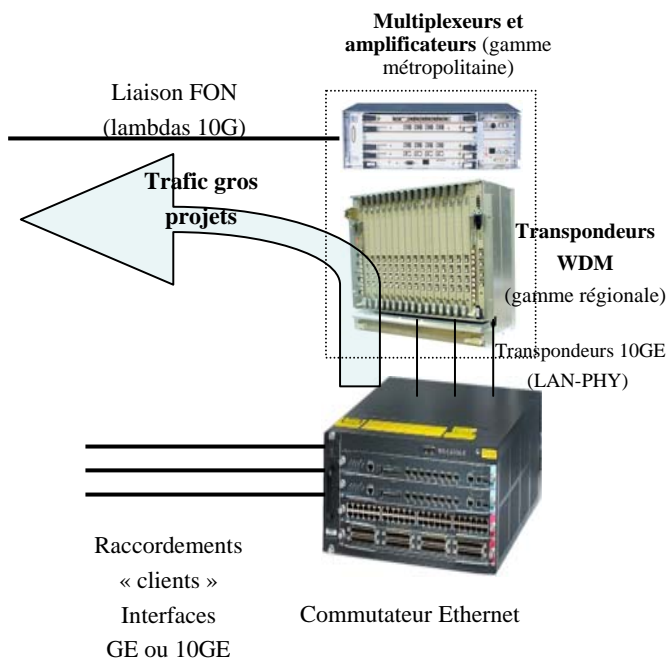 Multiplexeurs et
amplificateurs (gamme
métropolitaine)
Liaison FON
(lambdas 10G)
Trafic gros
projets
Transpondeurs
WDM
(gamme régionale)
Transpondeurs 10GE
(LAN-PHY)
Raccordements
« clients »
Interfaces
GE ou 10GE
Commutateur Ethernet